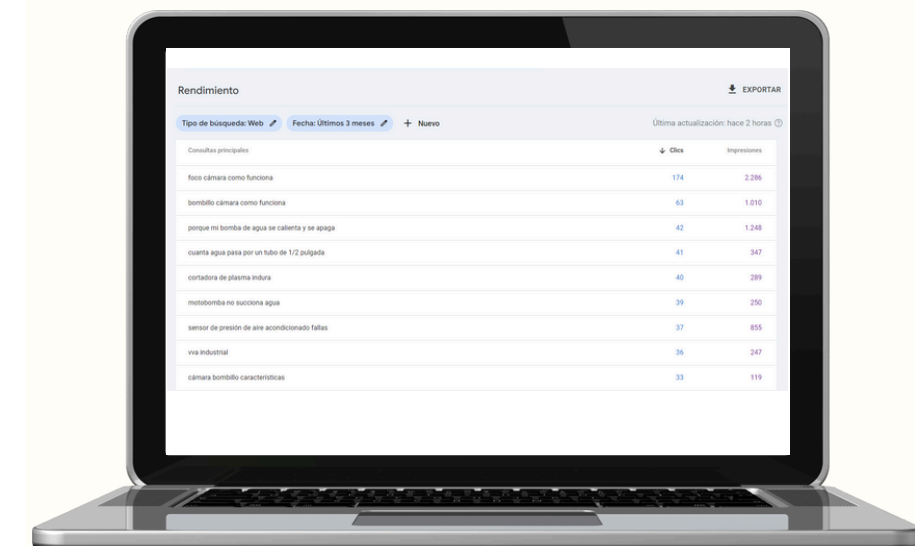 Rendimiento
EXPORTAR
Tipo de búsqueda: Web
Fecha: Últimos 3 meses
+ Nuevo
Última actualización: hace 2 horas
Consultas principales
Clics
Impresiones
foco cámara como funciona 174 2.286
bombillo cámara como funciona 63 1.010
porque mi bomba de agua se calienta y se apaga 42 1.248
cuanta agua pasa por un tubo de 1/2 pulgada 41 347
cortadora de plasma indura 40 289
motobomba no succiona agua 39 250
sensor de presión de aire acondicionado fallas 37 855
vva industrial 36 247
cámara bombillo características 33 119